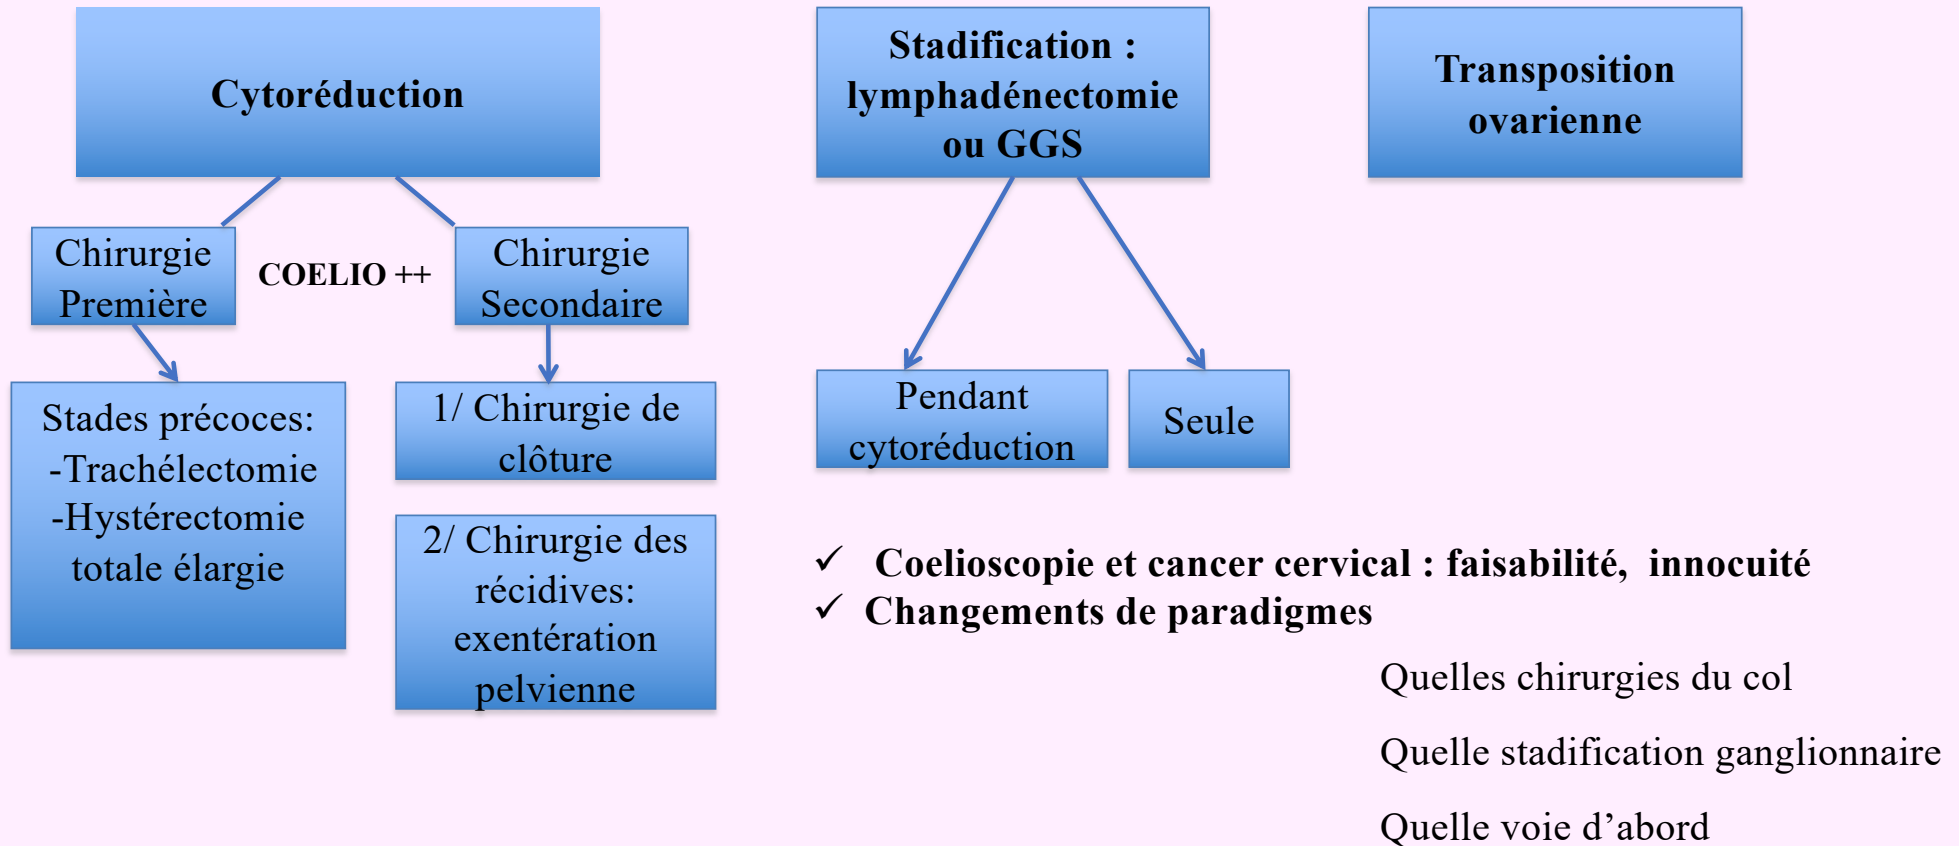 Cytoréduction
Chirurgie
Première
COELIO ++
Chirurgie
Secondaire
Stades précoces:
-Trachélectomie
-Hystérectomie
totale élargie
1/ Chirurgie de
clôture
2/ Chirurgie des
récidives:
exentération
pelvienne
Stadification :
lymphadénectomie
ou GGS
Pendant
cytoréduction
Seule
Transposition
ovarienne
✓ Coelioscopie et cancer cervical : faisabilité, innocuité
✓ Changements de paradigmes
Quelles chirurgies du col
Quelle stadification ganglionnaire
Quelle voie d’abord